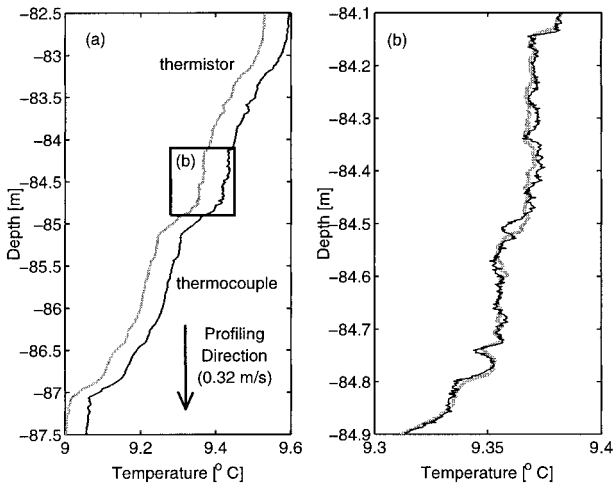 (a)
thermistor
(b)
thermocouple
Profiling
Direction
(0.32 m/s)
−82.5
−83
−83.5
−84
−84.5
−85
−85.5
−86
−86.5
−87
−87.5
Depth [m]
9 9.2 9.4 9.6
Temperature [° C]
(b)
−84.1
−84.2
−84.3
−84.4
−84.5
−84.6
−84.7
−84.8
−84.9
Depth [m]
9.3 9.35 9.4
Temperature [° C]